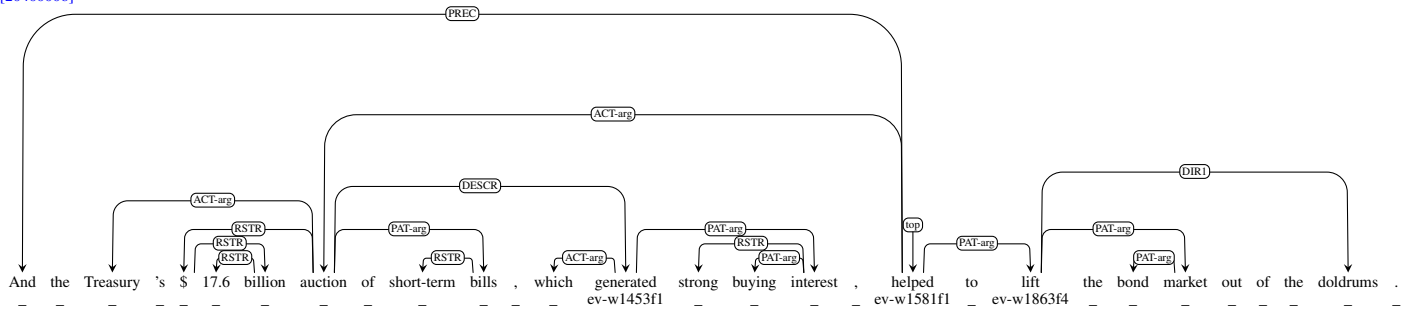 PREC
ACT-arg
DIR1
DESCR
ACT-arg
top
RSTR PAT-arg PAT-arg PAT-arg
RSTR RSTR PAT-arg
RSTR RSTR ACT-arg PAT-arg PAT-arg
And the Treasury 's $ 17.6 billion auction of short-term bills , which generated strong buying interest , helped to lift the bond market out of the doldrums .
_ _ _ _ _ _ _ _ _ _ _ _ _ ev-w1453f1 _ _ _ _ ev-w1581f1 _ ev-w1863f4 _ _ _ _ _ _ _ _